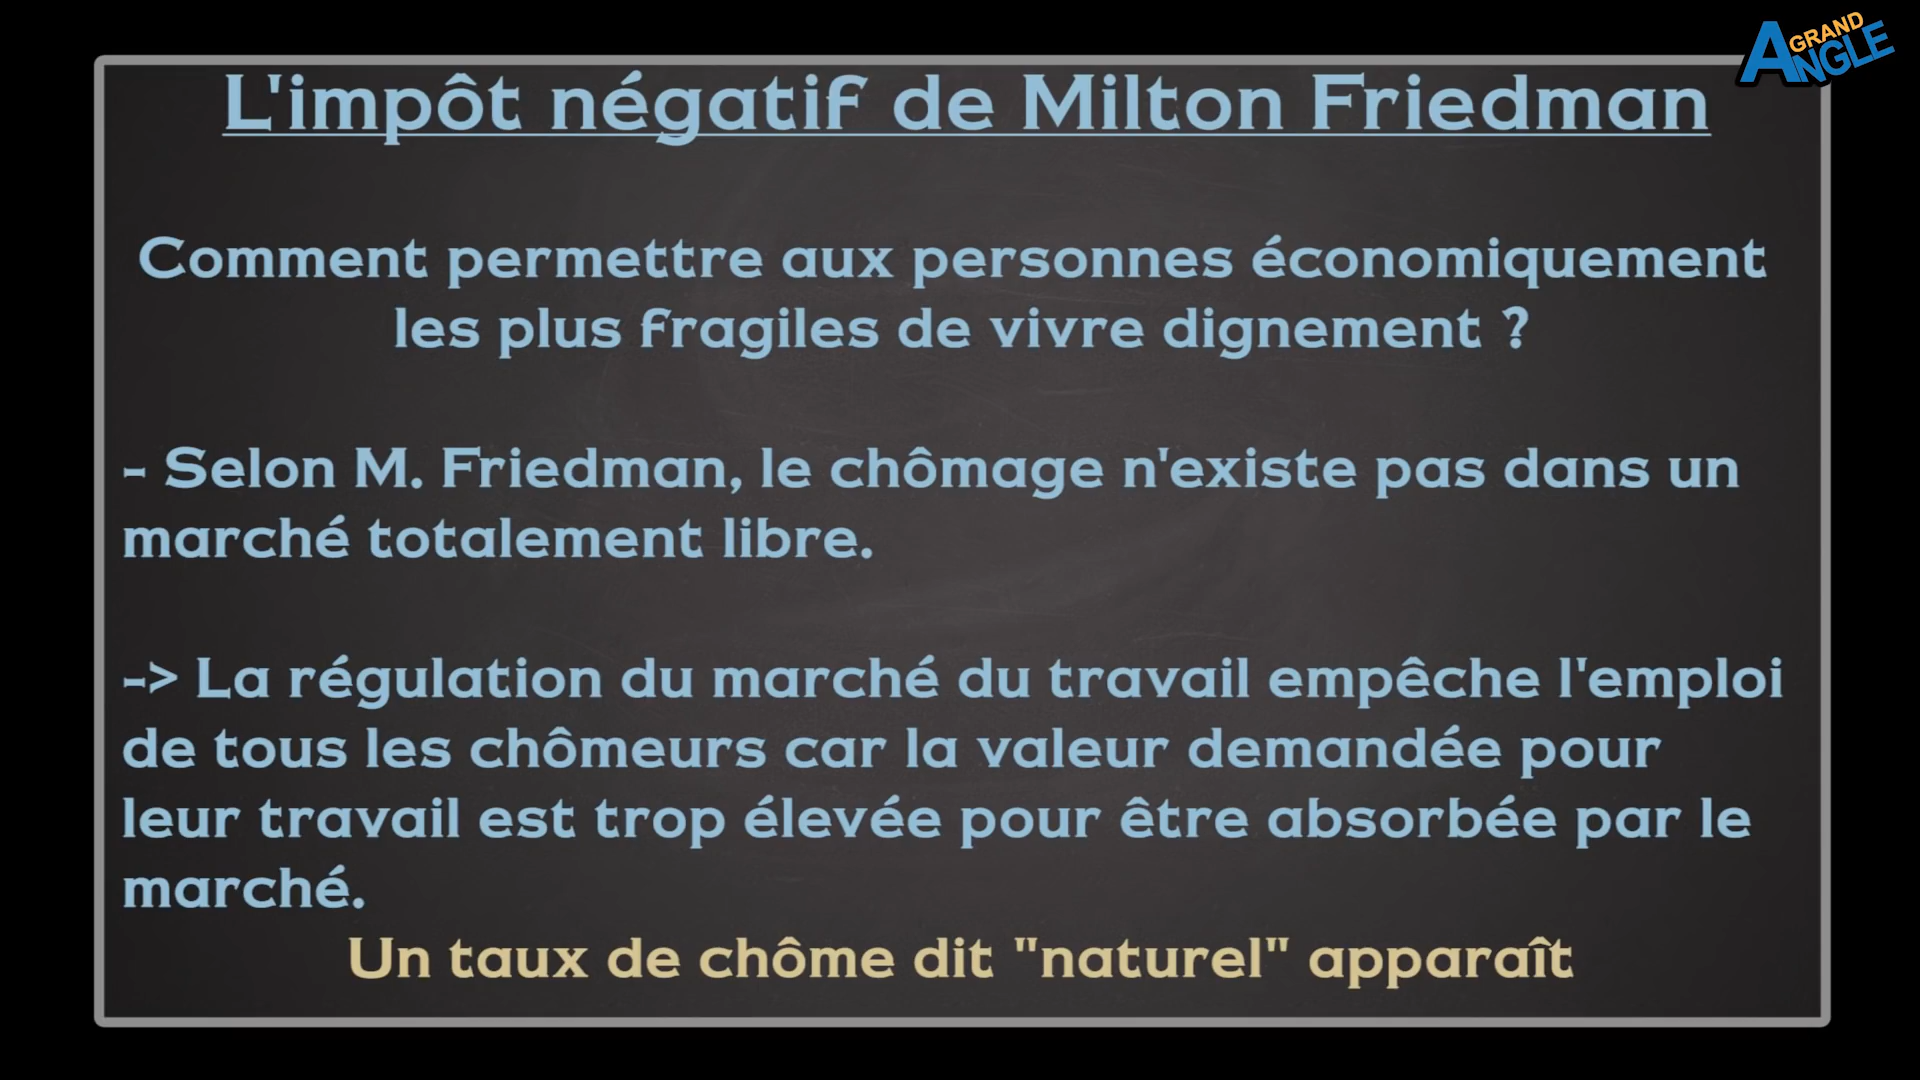 GRAND
ANGLE
L'impôt négatif de Milton Friedman
Comment permettre aux personnes économiquement
les plus fragiles de vivre dignement ?
- Selon M. Friedman, le chômage n'existe pas dans un
marché totalement libre.
-> La régulation du marché du travail empêche l'emploi
de tous les chômeurs car la valeur demandée pour
leur travail est trop élevée pour être absorbée par le
marché.
Un taux de chôme dit "naturel" apparaît